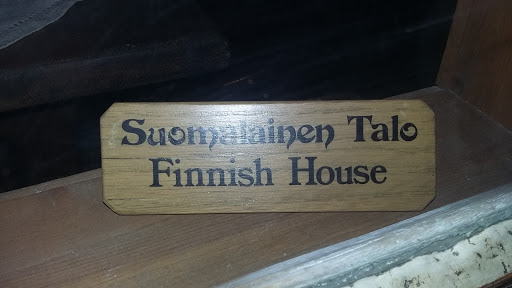 Suomalainen Talo
Finnish House